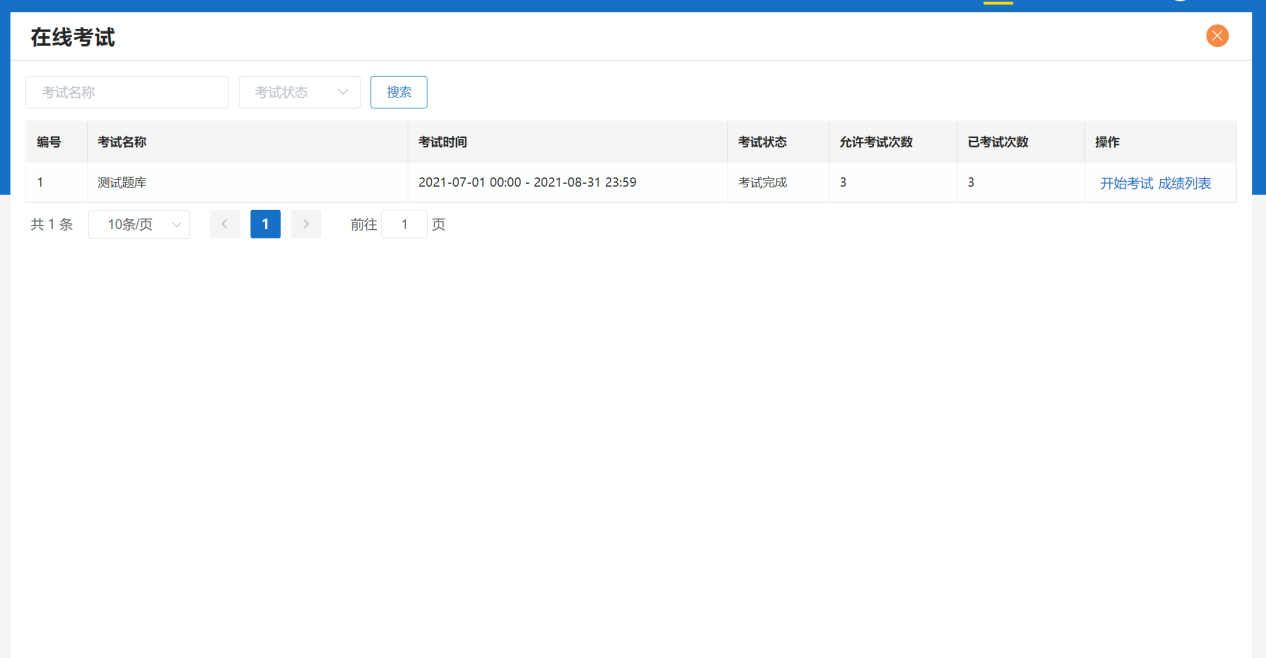 在线考试
考试名称 考试状态 搜索
编号 考试名称 考试时间 考试状态 允许考试次数 已考试次数 操作
1 测试题库 2021-07-01 00:00 - 2021-08-31 23:59 考试完成 3 3 开始考试 成绩列表
共 1 条 10条/页 1 前往 1 页